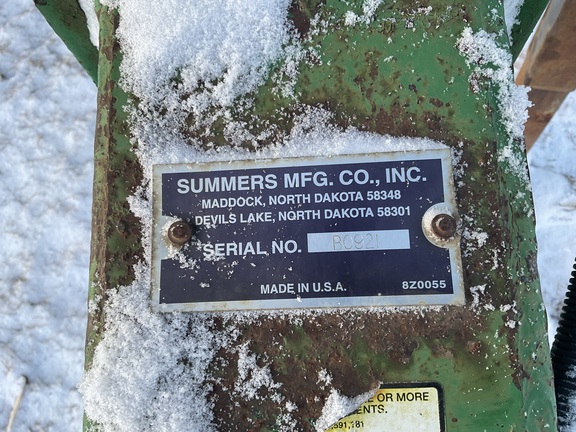 SUMMERS MFG. CO., INC.
MADDOCK, NORTH DAKOTA 58348
DEVILS LAKE, NORTH DAKOTA 58301
SERIAL NO. B0921
MADE IN U.S.A. 8Z0055
E OR MORE
ENTS.